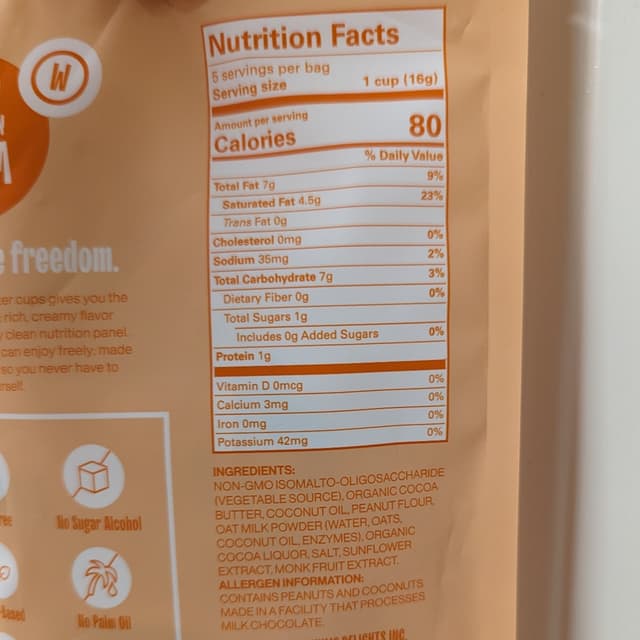 W
Nutrition Facts
5 servings per bag
Serving size 1 cup (16g)
Amount per serving
Calories 80
% Daily Value
Total Fat 7g 9%
Saturated Fat 4.5g 23%
Trans Fat 0g
Cholesterol 0mg 0%
Sodium 35mg 2%
Total Carbohydrate 7g 3%
Dietary Fiber 0g 0%
Total Sugars 1g
Includes 0g Added Sugars 0%
Protein 1g
Vitamin D 0mcg 0%
Calcium 3mg 0%
Iron 0mg 0%
Potassium 42mg 0%
INGREDIENTS:
NON-GMO ISOMALTO-OLIGOSACCHARIDE
(VEGETABLE SOURCE), ORGANIC COCOA
BUTTER, COCONUT OIL, PEANUT FLOUR,
OAT MILK POWDER (WATER, OATS,
COCONUT OIL, ENZYMES), ORGANIC
COCOA LIQUOR, SALT, SUNFLOWER
EXTRACT, MONK FRUIT EXTRACT.
ALLERGEN INFORMATION:
CONTAINS PEANUTS AND COCONUTS
MADE IN A FACILITY THAT PROCESSES
MILK CHOCOLATE.
DELIGHTS INC.
freedom.
cups gives you the
rich, creamy flavor
clean nutrition panel
can enjoy freely: made
so you never have to
No Sugar Alcohol
No Palm Oil